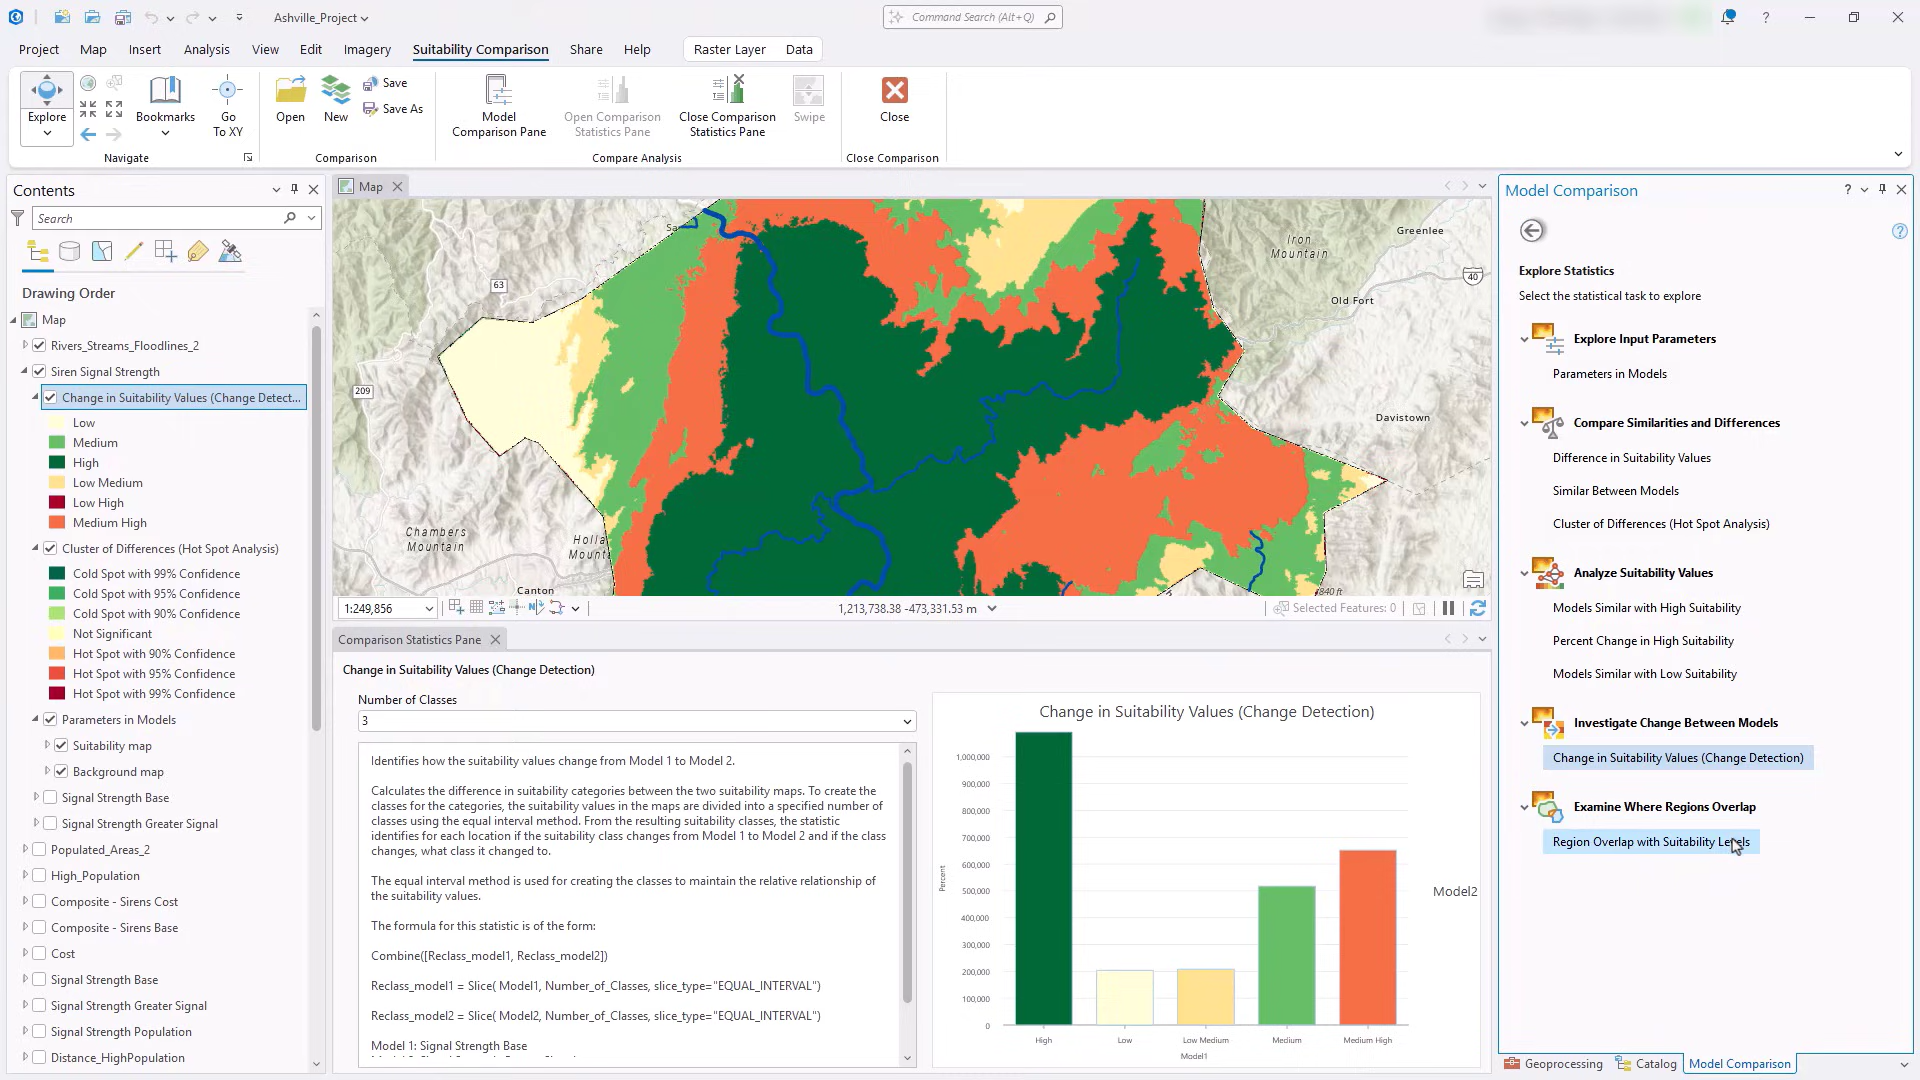 Ashville_Project
Command Search (Alt+Q)
?
Project Map Insert Analysis View Edit Imagery Suitability Comparison Share Help Raster Layer Data
Explore
Bookmarks
Go
To XY
Navigate
Open
New
Save
Save As
Comparison
Model
Comparison Pane
Open Comparison
Statistics Pane
Close Comparison
Statistics Pane
Swipe
Compare Analysis
Close
Close Comparison
Contents
Search
Drawing Order
Map
Rivers_Streams_Floodlines_2
Siren Signal Strength
Change in Suitability Values (Change Detect...
Low
Medium
High
Low Medium
Low High
Medium High
Cluster of Differences (Hot Spot Analysis)
Cold Spot with 99% Confidence
Cold Spot with 95% Confidence
Cold Spot with 90% Confidence
Not Significant
Hot Spot with 90% Confidence
Hot Spot with 95% Confidence
Hot Spot with 99% Confidence
Parameters in Models
Suitability map
Background map
Signal Strength Base
Signal Strength Greater Signal
Populated_Areas_2
High_Population
Composite - Sirens Cost
Composite - Sirens Base
Cost
Signal Strength Base
Signal Strength Greater Signal
Signal Strength Population
Distance_HighPopulation
Map
63
209
40
Iron
Mountain
Greenlee
Old Fort
Davistown
Chambers
Mountain
Canton
1:249,856
1,213,738.38 -473,331.53 m
Selected Features: 0
Comparison Statistics Pane
Change in Suitability Values (Change Detection)
Number of Classes
3
Identifies how the suitability values change from Model 1 to Model 2.
Calculates the difference in suitability categories between the two suitability maps. To create the
classes for the categories, the suitability values in the maps are divided into a specified number of
classes using the equal interval method. From the resulting suitability classes, the statistic
identifies for each location if the suitability class changes from Model 1 to Model 2 and if the class
changes, what class it changed to.
The equal interval method is used for creating the classes to maintain the relative relationship of
the suitability values.
The formula for this statistic is of the form:
Combine([Reclass_model1, Reclass_model2])
Reclass_model1 = Slice( Model1, Number_of_Classes, slice_type="EQUAL_INTERVAL")
Reclass_model2 = Slice( Model2, Number_of_Classes, slice_type="EQUAL_INTERVAL")
Model 1: Signal Strength Base
Change in Suitability Values (Change Detection)
1,000,000
900,000
800,000
700,000
600,000
500,000
400,000
300,000
200,000
100,000
0
Percent
High
Low
Low Medium
Medium
Medium High
Model1
Model2
Model Comparison
?
?
Explore Statistics
Select the statistical task to explore
Explore Input Parameters
Parameters in Models
Compare Similarities and Differences
Difference in Suitability Values
Similar Between Models
Cluster of Differences (Hot Spot Analysis)
Analyze Suitability Values
Models Similar with High Suitability
Percent Change in High Suitability
Models Similar with Low Suitability
Investigate Change Between Models
Change in Suitability Values (Change Detection)
Examine Where Regions Overlap
Region Overlap with Suitability Levels
Geoprocessing
Catalog
Model Comparison